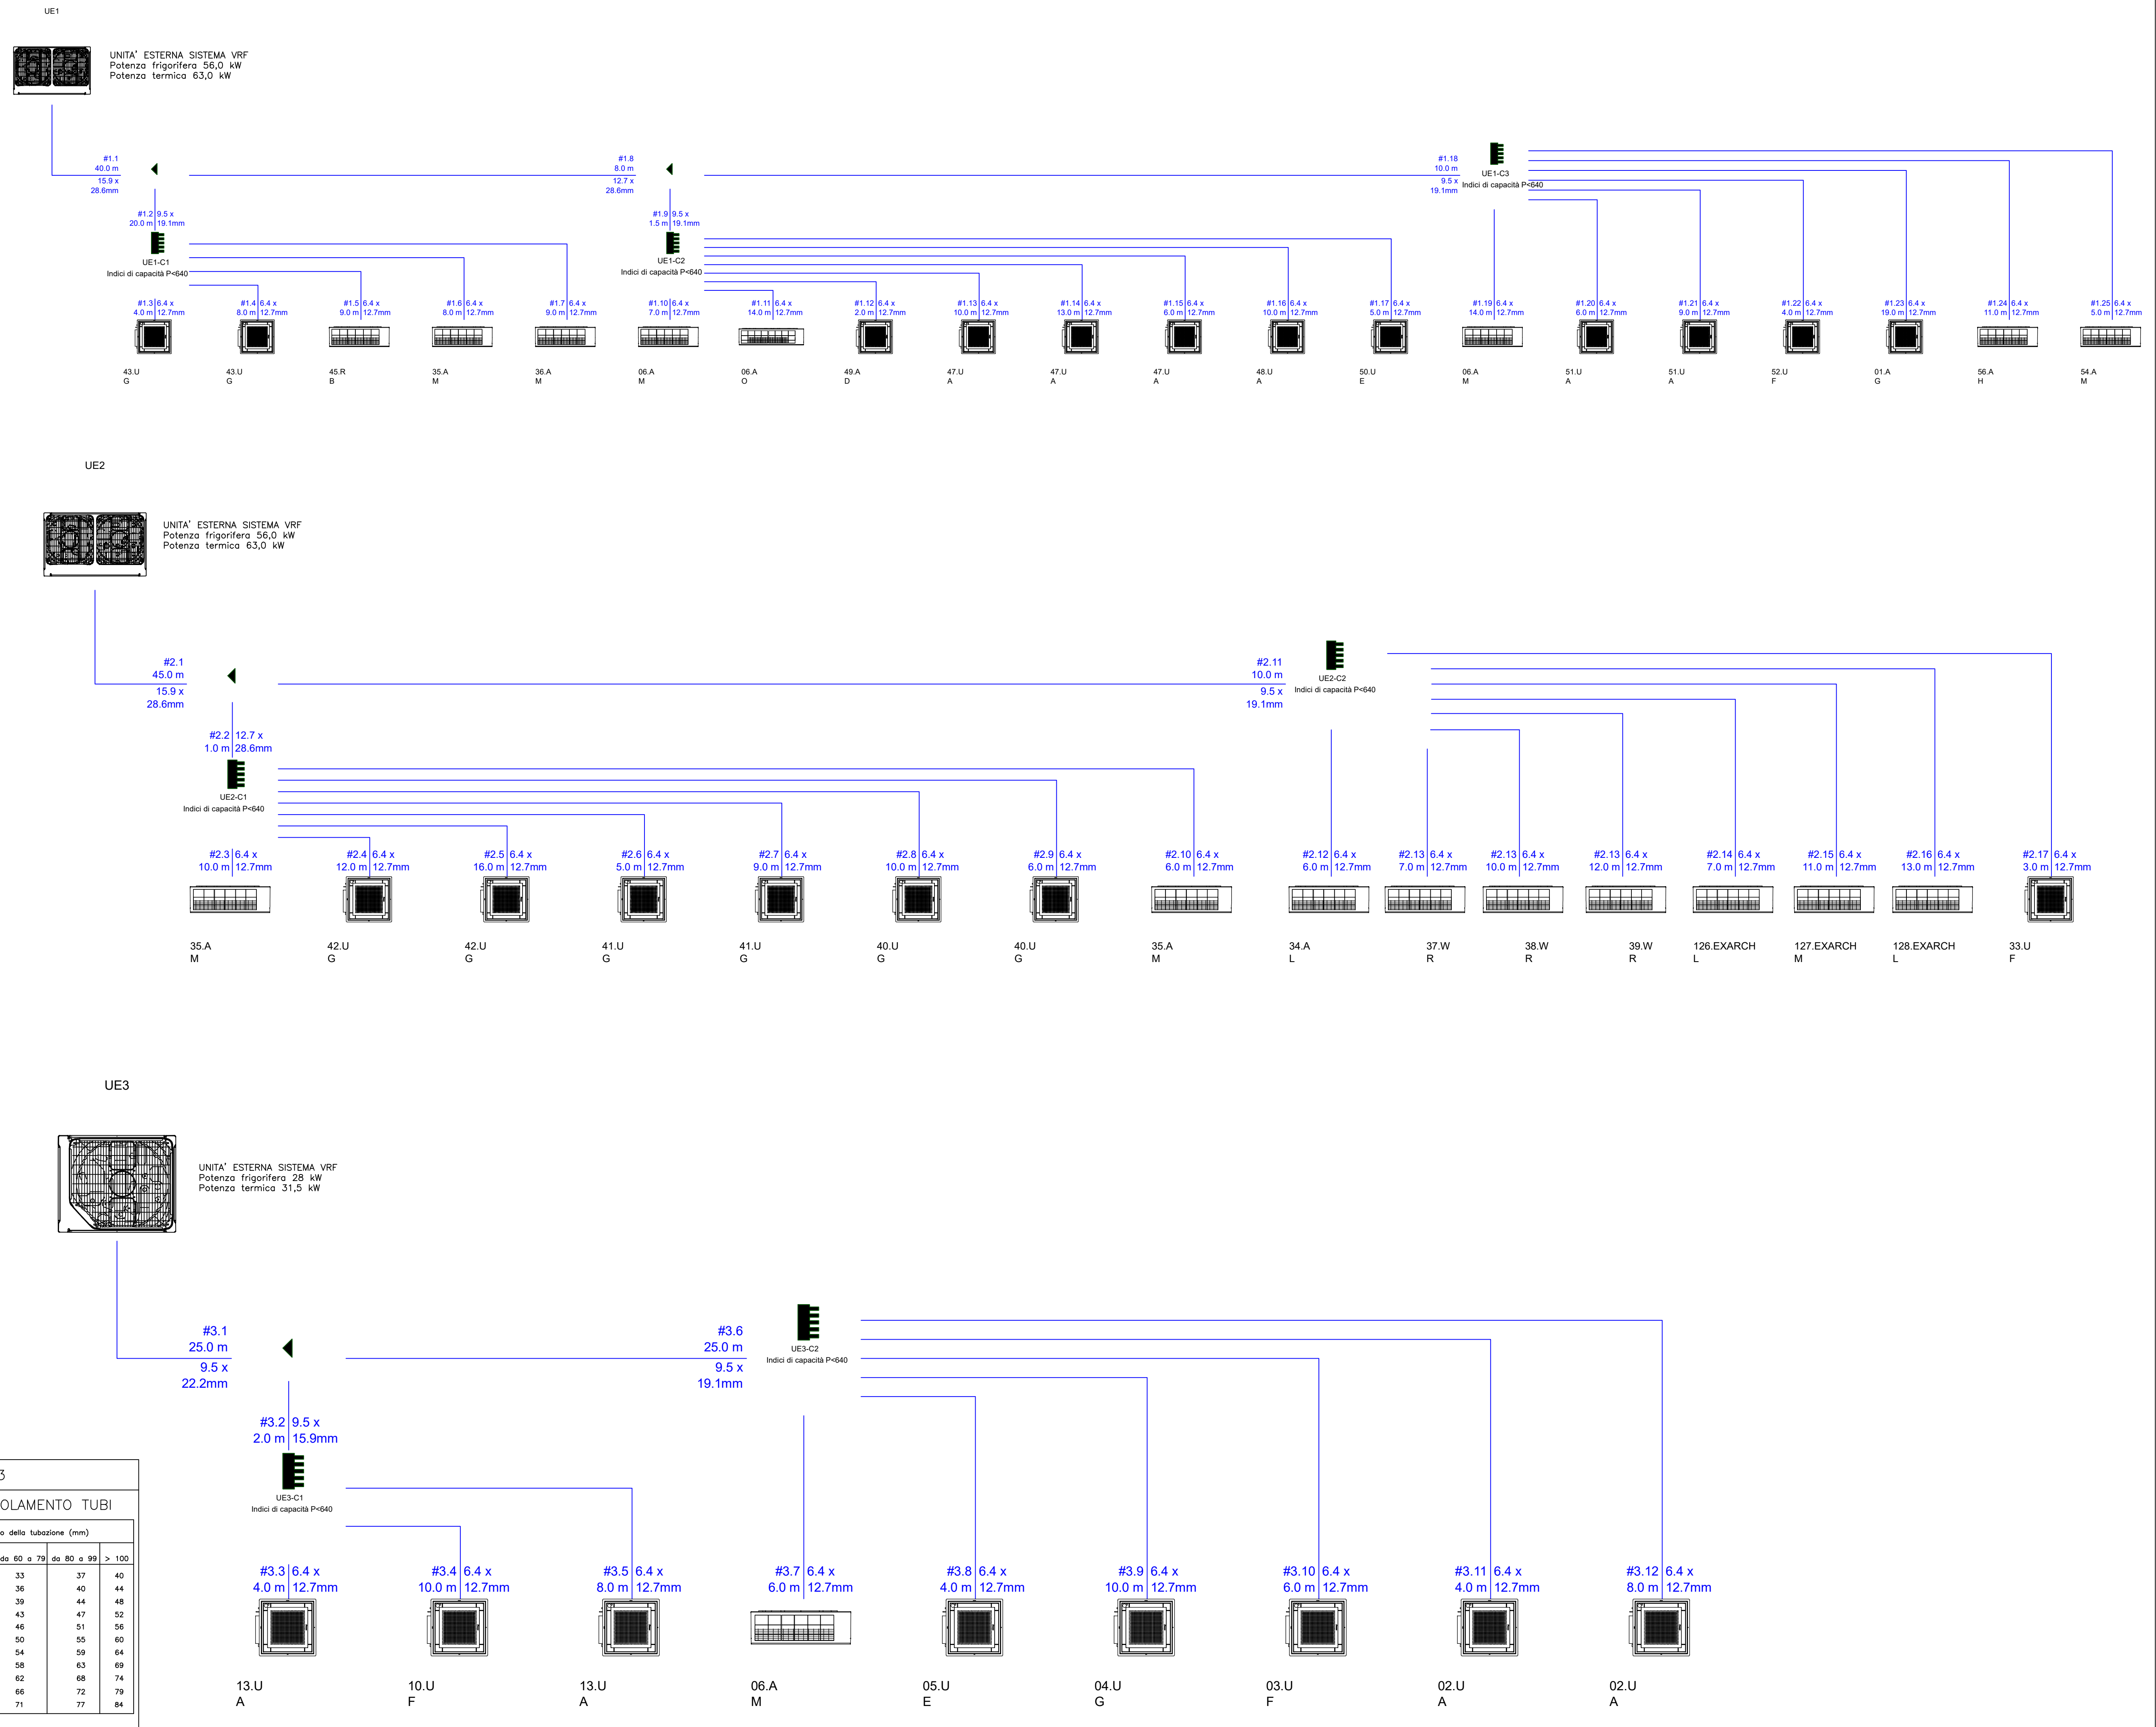 UE1
UNITA' ESTERNA SISTEMA VRF
Potenza frigorifera 56,0 kW
Potenza termica 63,0 kW
#1.1
40.0 m
15.9 x
28.6mm
#1.8
8.0 m
12.7 x
28.6mm
#1.18
10.0 m
9.5 x
19.1mm
UE1-C3
Indici di capacità P<640
#1.2 9.5 x
20.0 m 19.1mm
UE1-C1
Indici di capacità P<640
#1.9 9.5 x
1.5 m 19.1mm
UE1-C2
Indici di capacità P<640
#1.3 6.4 x
4.0 m 12.7mm
43.U
G
#1.4 6.4 x
8.0 m 12.7mm
43.U
G
#1.5 6.4 x
9.0 m 12.7mm
45.R
B
#1.6 6.4 x
8.0 m 12.7mm
35.A
M
#1.7 6.4 x
9.0 m 12.7mm
36.A
M
#1.10 6.4 x
7.0 m 12.7mm
06.A
M
#1.11 6.4 x
14.0 m 12.7mm
06.A
O
#1.12 6.4 x
2.0 m 12.7mm
49.A
D
#1.13 6.4 x
10.0 m 12.7mm
47.U
A
#1.14 6.4 x
13.0 m 12.7mm
47.U
A
#1.15 6.4 x
6.0 m 12.7mm
47.U
A
#1.16 6.4 x
10.0 m 12.7mm
48.U
A
#1.17 6.4 x
5.0 m 12.7mm
50.U
E
#1.19 6.4 x
14.0 m 12.7mm
06.A
M
#1.20 6.4 x
6.0 m 12.7mm
51.U
A
#1.21 6.4 x
9.0 m 12.7mm
51.U
A
#1.22 6.4 x
4.0 m 12.7mm
52.U
F
#1.23 6.4 x
19.0 m 12.7mm
01.A
G
#1.24 6.4 x
11.0 m 12.7mm
56.A
H
#1.25 6.4 x
5.0 m 12.7mm
54.A
M
UE2
UNITA' ESTERNA SISTEMA VRF
Potenza frigorifera 56,0 kW
Potenza termica 63,0 kW
#2.1
45.0 m
15.9 x
28.6mm
#2.11
10.0 m
9.5 x
19.1mm
UE2-C2
Indici di capacità P<640
#2.2 12.7 x
1.0 m 28.6mm
UE2-C1
Indici di capacità P<640
#2.3 6.4 x
10.0 m 12.7mm
35.A
M
#2.4 6.4 x
12.0 m 12.7mm
42.U
G
#2.5 6.4 x
16.0 m 12.7mm
42.U
G
#2.6 6.4 x
5.0 m 12.7mm
41.U
G
#2.7 6.4 x
9.0 m 12.7mm
41.U
G
#2.8 6.4 x
10.0 m 12.7mm
40.U
G
#2.9 6.4 x
6.0 m 12.7mm
40.U
G
#2.10 6.4 x
6.0 m 12.7mm
35.A
M
#2.12 6.4 x
6.0 m 12.7mm
34.A
L
#2.13 6.4 x
7.0 m 12.7mm
37.W
R
#2.13 6.4 x
10.0 m 12.7mm
38.W
R
#2.13 6.4 x
12.0 m 12.7mm
39.W
R
#2.14 6.4 x
7.0 m 12.7mm
126.EXARCH
L
#2.15 6.4 x
11.0 m 12.7mm
127.EXARCH
M
#2.16 6.4 x
13.0 m 12.7mm
128.EXARCH
L
#2.17 6.4 x
3.0 m 12.7mm
33.U
F
UE3
UNITA' ESTERNA SISTEMA VRF
Potenza frigorifera 28 kW
Potenza termica 31,5 kW
#3.1
25.0 m
9.5 x
22.2mm
#3.6
25.0 m
9.5 x
19.1mm
UE3-C2
Indici di capacità P<640
#3.2 9.5 x
2.0 m 15.9mm
UE3-C1
Indici di capacità P<640
#3.3 6.4 x
4.0 m 12.7mm
13.U
A
#3.4 6.4 x
10.0 m 12.7mm
10.U
F
#3.5 6.4 x
8.0 m 12.7mm
13.U
A
#3.7 6.4 x
6.0 m 12.7mm
06.A
M
#3.8 6.4 x
4.0 m 12.7mm
05.U
E
#3.9 6.4 x
10.0 m 12.7mm
04.U
G
#3.10 6.4 x
6.0 m 12.7mm
03.U
F
#3.11 6.4 x
4.0 m 12.7mm
02.U
A
#3.12 6.4 x
8.0 m 12.7mm
02.U
A
3
OLAMENTO TUBI
o della tubazione (mm)
da 60 a 79 da 80 a 99 > 100
33 37 40
36 40 44
39 44 48
43 47 52
46 51 56
50 55 60
54 59 64
58 63 69
62 68 74
66 72 79
71 77 84